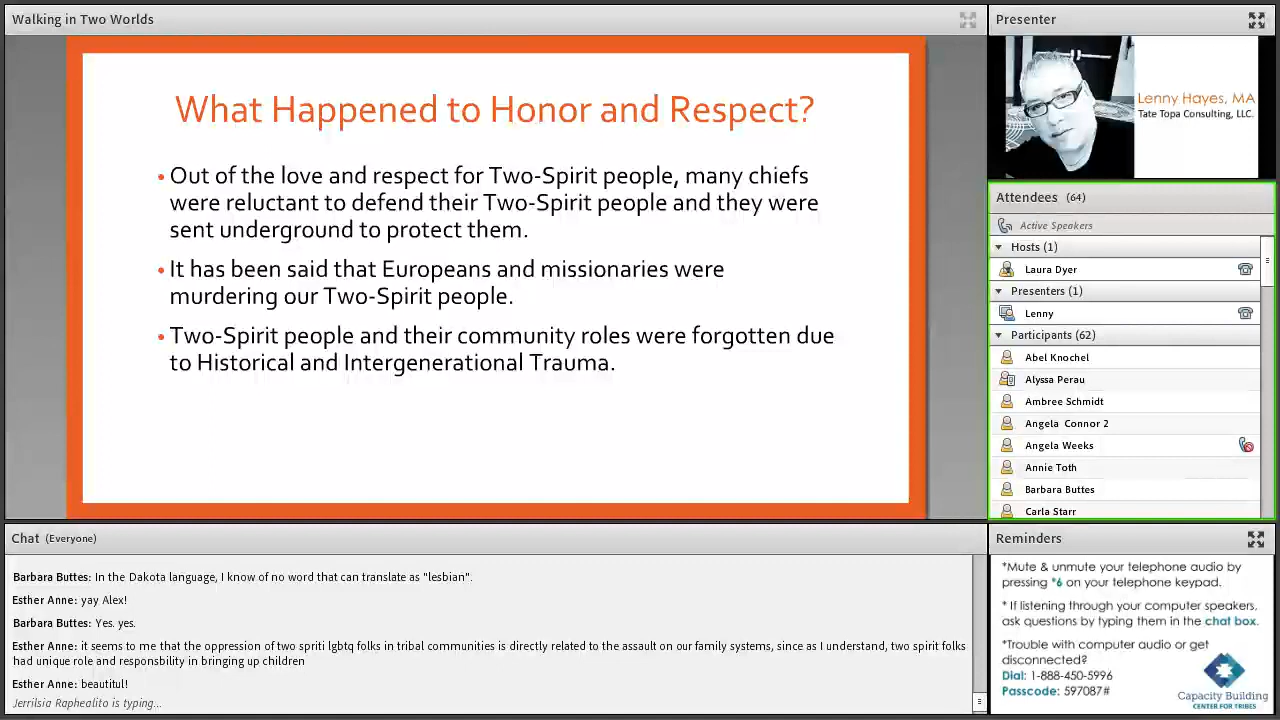 Walking in Two Worlds
What Happened to Honor and Respect?
• Out of the love and respect for Two-Spirit people, many chiefs
were reluctant to defend their Two-Spirit people and they were
sent underground to protect them.
• It has been said that Europeans and missionaries were
murdering our Two-Spirit people.
• Two-Spirit people and their community roles were forgotten due
to Historical and Intergenerational Trauma.
Presenter
Lenny Hayes, MA
Tate Topa Consulting, LLC.
Attendees (64)
Active Speakers
Hosts (1)
Laura Dyer
Presenters (1)
Lenny
Participants (62)
Abel Knochel
Alyssa Perau
Ambree Schmidt
Angela Connor 2
Angela Weeks
Annie Toth
Barbara Buttes
Carla Starr
Chat (Everyone)
Barbara Buttes: In the Dakota language, I know of no word that can translate as "lesbian".
Esther Anne: yay Alex!
Barbara Buttes: Yes. yes.
Esther Anne: it seems to me that the oppression of two spriti lgbtq folks in tribal communities is directly related to the assault on our family systems, since as I understand, two spirit folks
had unique role and responsbility in bringing up children
Esther Anne: beautitul!
Jerrilsia Raphealito is typing...
Reminders
*Mute & unmute your telephone audio by
pressing *6 on your telephone keypad.
* If listening through your computer speakers,
ask questions by typing them in the chat box.
*Trouble with computer audio or get
disconnected?
Dial: 1-888-450-5996
Passcode: 597087#
Capacity Building
CENTER FOR TRIBES